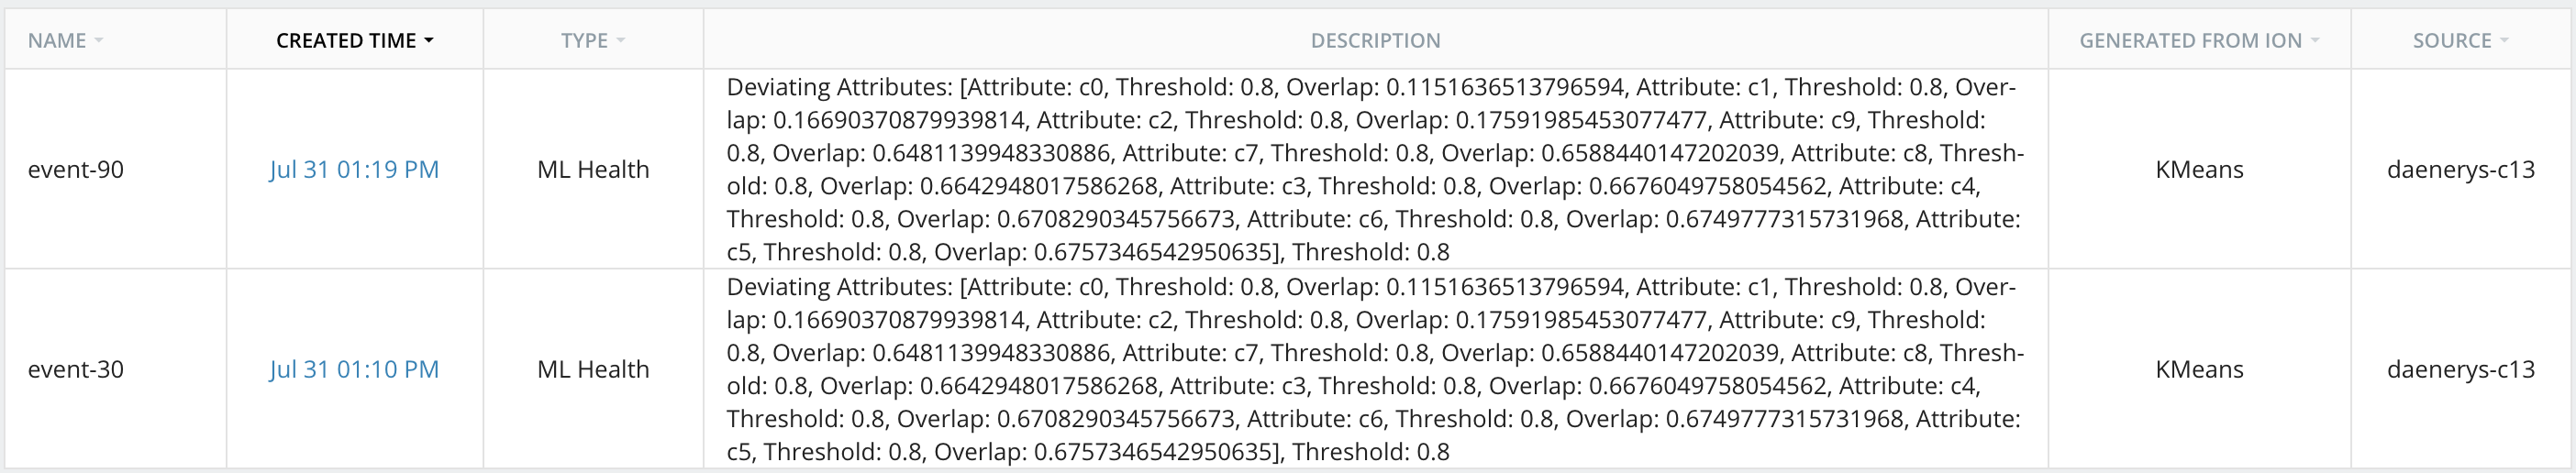 NAME CREATED TIME TYPE DESCRIPTION GENERATED FROM ION SOURCE
event-90 Jul 31 01:19 PM ML Health
Deviating Attributes: [Attribute: c0, Threshold: 0.8, Overlap: 0.1151636513796594, Attribute: c1, Threshold: 0.8, Over-
lap: 0.16690370879939814, Attribute: c2, Threshold: 0.8, Overlap: 0.17591985453077477, Attribute: c9, Threshold:
0.8, Overlap: 0.6481139948330886, Attribute: c7, Threshold: 0.8, Overlap: 0.6588440147202039, Attribute: c8, Thresh-
old: 0.8, Overlap: 0.6642948017586268, Attribute: c3, Threshold: 0.8, Overlap: 0.6676049758054562, Attribute: c4,
Threshold: 0.8, Overlap: 0.6708290345756673, Attribute: c6, Threshold: 0.8, Overlap: 0.6749777315731968, Attribute:
c5, Threshold: 0.8, Overlap: 0.6757346542950635], Threshold: 0.8
KMeans daenerys-c13
event-30 Jul 31 01:10 PM ML Health
Deviating Attributes: [Attribute: c0, Threshold: 0.8, Overlap: 0.1151636513796594, Attribute: c1, Threshold: 0.8, Over-
lap: 0.16690370879939814, Attribute: c2, Threshold: 0.8, Overlap: 0.17591985453077477, Attribute: c9, Threshold:
0.8, Overlap: 0.6481139948330886, Attribute: c7, Threshold: 0.8, Overlap: 0.6588440147202039, Attribute: c8, Thresh-
old: 0.8, Overlap: 0.6642948017586268, Attribute: c3, Threshold: 0.8, Overlap: 0.6676049758054562, Attribute: c4,
Threshold: 0.8, Overlap: 0.6708290345756673, Attribute: c6, Threshold: 0.8, Overlap: 0.6749777315731968, Attribute:
c5, Threshold: 0.8, Overlap: 0.6757346542950635], Threshold: 0.8
KMeans daenerys-c13